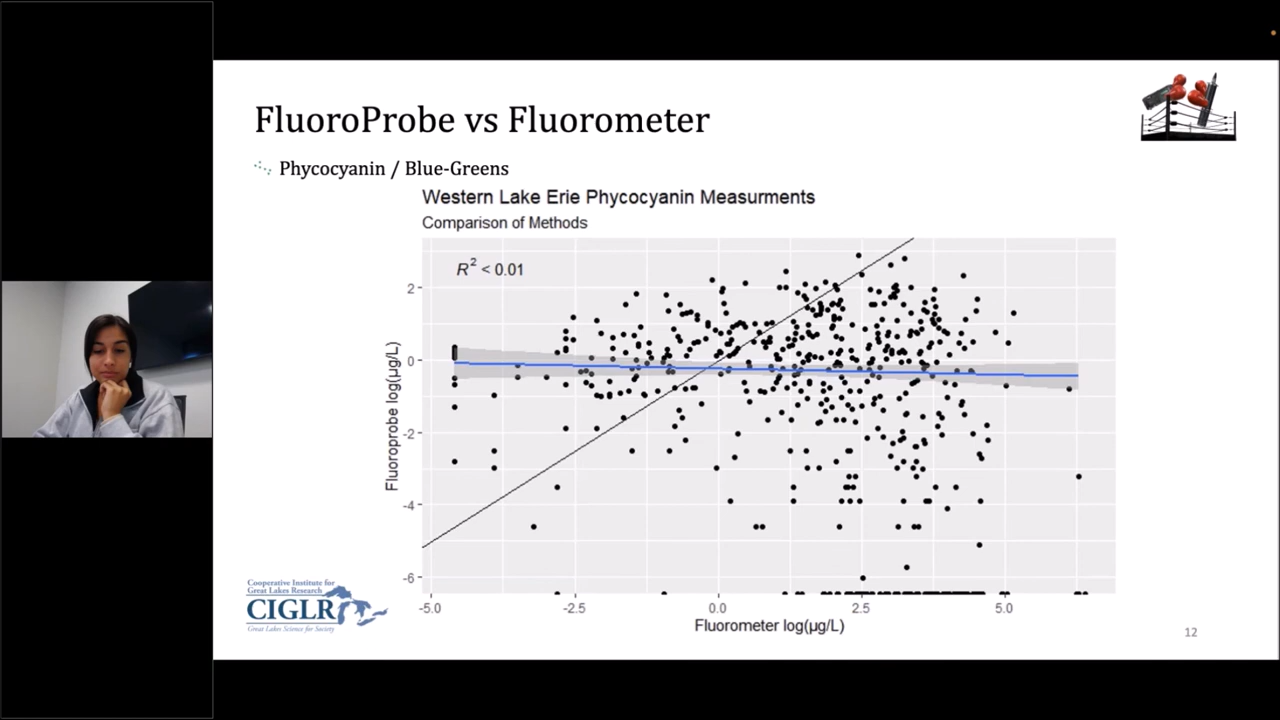 FluoroProbe vs Fluorometer
Phycocyanin / Blue-Greens
Western Lake Erie Phycocyanin Measurments
Comparison of Methods
R² < 0.01
Fluoroprobe log(µg/L)
2
0
-2
-4
-6
-5.0 -2.5 0.0 2.5 5.0
Fluorometer log(µg/L)
Cooperative Institute for
Great Lakes Research
CIGLR
Great Lakes Science for Society
12